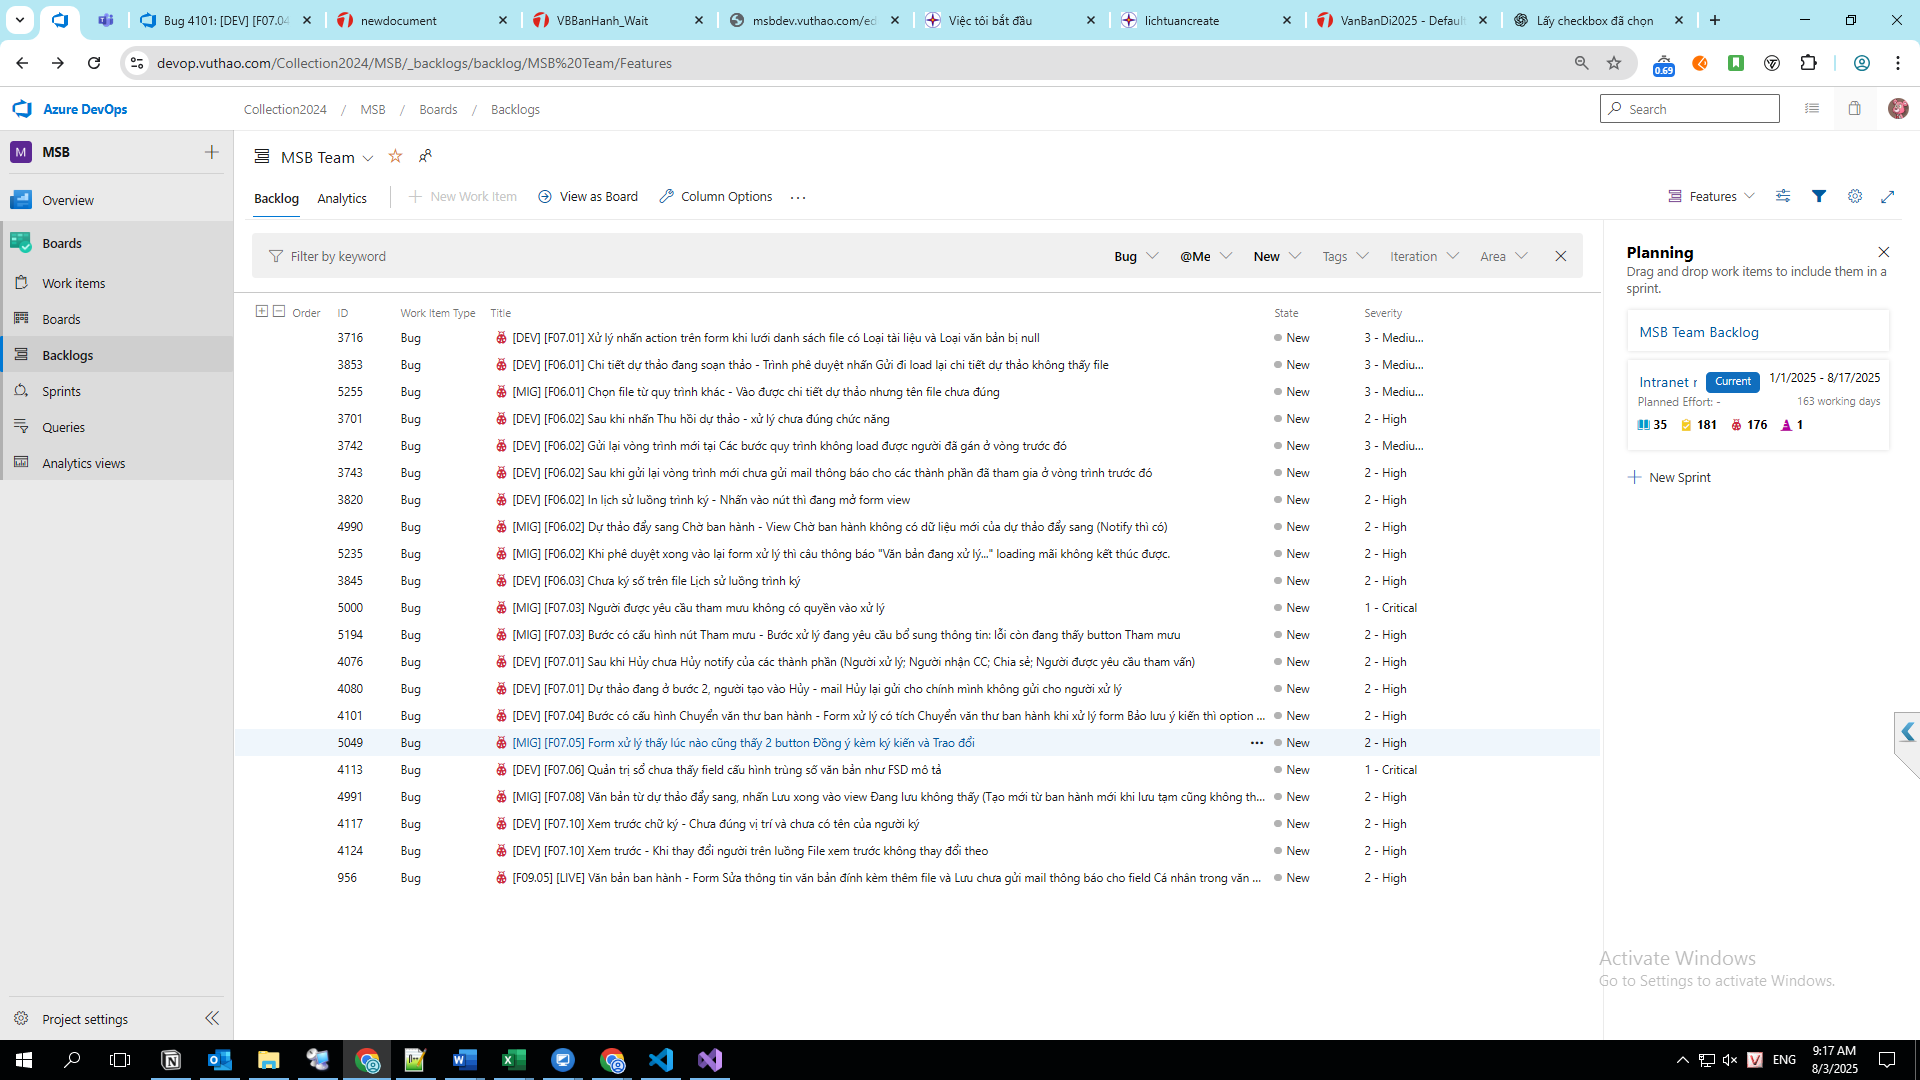 Bug 4101: [DEV] [F07.04
newdocument
VBBanHanh_Wait
msbdev.vuthao.com/ed
Việc tôi bắt đầu
lichtuancreate
VanBanDi2025 - Default
Lấy checkbox đã chọn
devop.vuthao.com/Collection2024/MSB/_backlogs/backlog/MSB%20Team/Features
0.69
Azure DevOps
Collection2024 / MSB / Boards / Backlogs
Search
M MSB
Overview
Boards
Work items
Boards
Backlogs
Sprints
Queries
Analytics views
Project settings
MSB Team
Backlog Analytics New Work Item View as Board Column Options ...
Features
Filter by keyword
Bug @Me New Tags Iteration Area
Order ID Work Item Type Title State Severity
3716 Bug [DEV] [F07.01] Xử lý nhấn action trên form khi lưới danh sách file có Loại tài liệu và Loại văn bản bị null New 3 - Mediu...
3853 Bug [DEV] [F06.01] Chi tiết dự thảo đang soạn thảo - Trình phê duyệt nhấn Gửi đi load lại chi tiết dự thảo không thấy file New 3 - Mediu...
5255 Bug [MIG] [F06.01] Chọn file từ quy trình khác - Vào được chi tiết dự thảo nhưng tên file chưa đúng New 3 - Mediu...
3701 Bug [DEV] [F06.02] Sau khi nhấn Thu hồi dự thảo - xử lý chưa đúng chức năng New 2 - High
3742 Bug [DEV] [F06.02] Gửi lại vòng trình mới tại Các bước quy trình không load được người đã gán ở vòng trước đó New 3 - Mediu...
3743 Bug [DEV] [F06.02] Sau khi gửi lại vòng trình mới chưa gửi mail thông báo cho các thành phần đã tham gia ở vòng trình trước đó New 2 - High
3820 Bug [DEV] [F06.02] In lịch sử luồng trình ký - Nhấn vào nút thì đang mở form view New 2 - High
4990 Bug [MIG] [F06.02] Dự thảo đẩy sang Chờ ban hành - View Chờ ban hành không có dữ liệu mới của dự thảo đẩy sang (Notify thì có) New 2 - High
5235 Bug [MIG] [F06.02] Khi phê duyệt xong vào lại form xử lý thì câu thông báo "Văn bản đang xử lý..." loading mãi không kết thúc được. New 2 - High
3845 Bug [DEV] [F06.03] Chưa ký số trên file Lịch sử luồng trình ký New 2 - High
5000 Bug [MIG] [F07.03] Người được yêu cầu tham mưu không có quyền vào xử lý New 1 - Critical
5194 Bug [MIG] [F07.03] Bước có cấu hình nút Tham mưu - Bước xử lý đang yêu cầu bổ sung thông tin: lỗi còn đang thấy button Tham mưu New 2 - High
4076 Bug [DEV] [F07.01] Sau khi Hủy chưa Hủy notify của các thành phần (Người xử lý; Người nhận CC; Chia sẻ; Người được yêu cầu tham vấn) New 2 - High
4080 Bug [DEV] [F07.01] Dự thảo đang ở bước 2, người tạo vào Hủy - mail Hủy lại gửi cho chính mình không gửi cho người xử lý New 2 - High
4101 Bug [DEV] [F07.04] Bước có cấu hình Chuyển văn thư ban hành - Form xử lý có tích Chuyển văn thư ban hành khi xử lý form Bảo lưu ý kiến thì option ... New 2 - High
5049 Bug [MIG] [F07.05] Form xử lý thấy lúc nào cũng thấy 2 button Đồng ý kèm ký kiến và Trao đổi ... New 2 - High
4113 Bug [DEV] [F07.06] Quản trị sổ chưa thấy field cấu hình trùng số văn bản như FSD mô tả New 1 - Critical
4991 Bug [MIG] [F07.08] Văn bản từ dự thảo đẩy sang, nhấn Lưu xong vào view Đang lưu không thấy (Tạo mới từ ban hành mới khi lưu tạm cũng không th... New 2 - High
4117 Bug [DEV] [F07.10] Xem trước chữ ký - Chưa đúng vị trí và chưa có tên của người ký New 2 - High
4124 Bug [DEV] [F07.10] Xem trước - Khi thay đổi người trên luồng File xem trước không thay đổi theo New 2 - High
956 Bug [F09.05] [LIVE] Văn bản ban hành - Form Sửa thông tin văn bản đính kèm thêm file và Lưu chưa gửi mail thông báo cho field Cá nhân trong văn ... New 2 - High
Planning
Drag and drop work items to include them in a
sprint.
MSB Team Backlog
Intranet r Current 1/1/2025 - 8/17/2025
Planned Effort: - 163 working days
35 181 176 1
New Sprint
Activate Windows
Go to Settings to activate Windows.
ENG
9:17 AM
8/3/2025